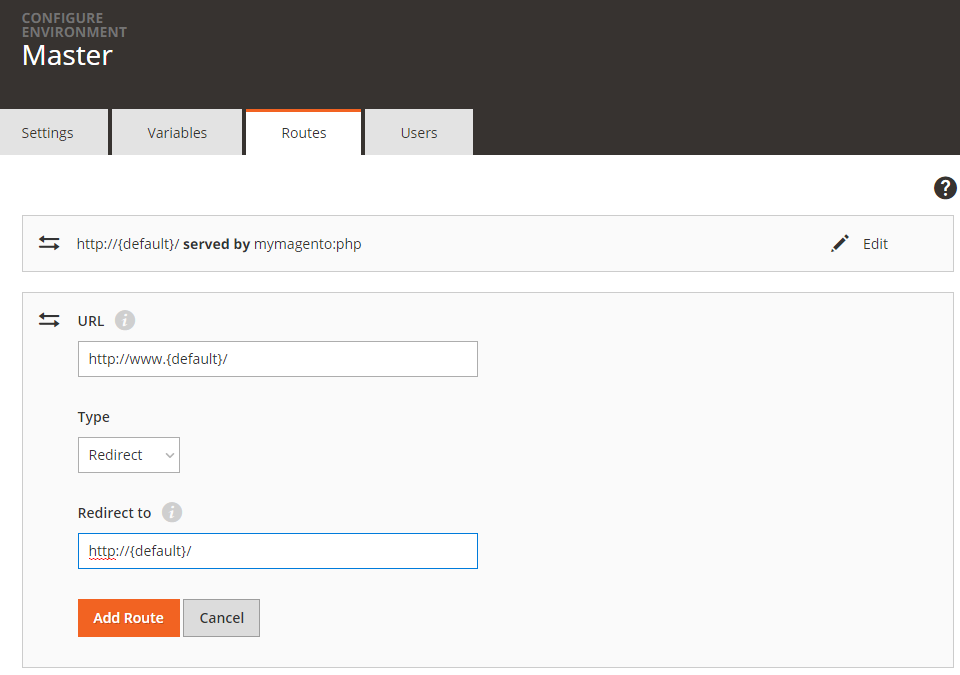 CONFIGURE
ENVIRONMENT
Master
Settings Variables Routes Users
?
http://{default}/ served by mymagento:php Edit
URL i
http://www.{default}/
Type
Redirect
Redirect to i
http://{default}/
Add Route Cancel